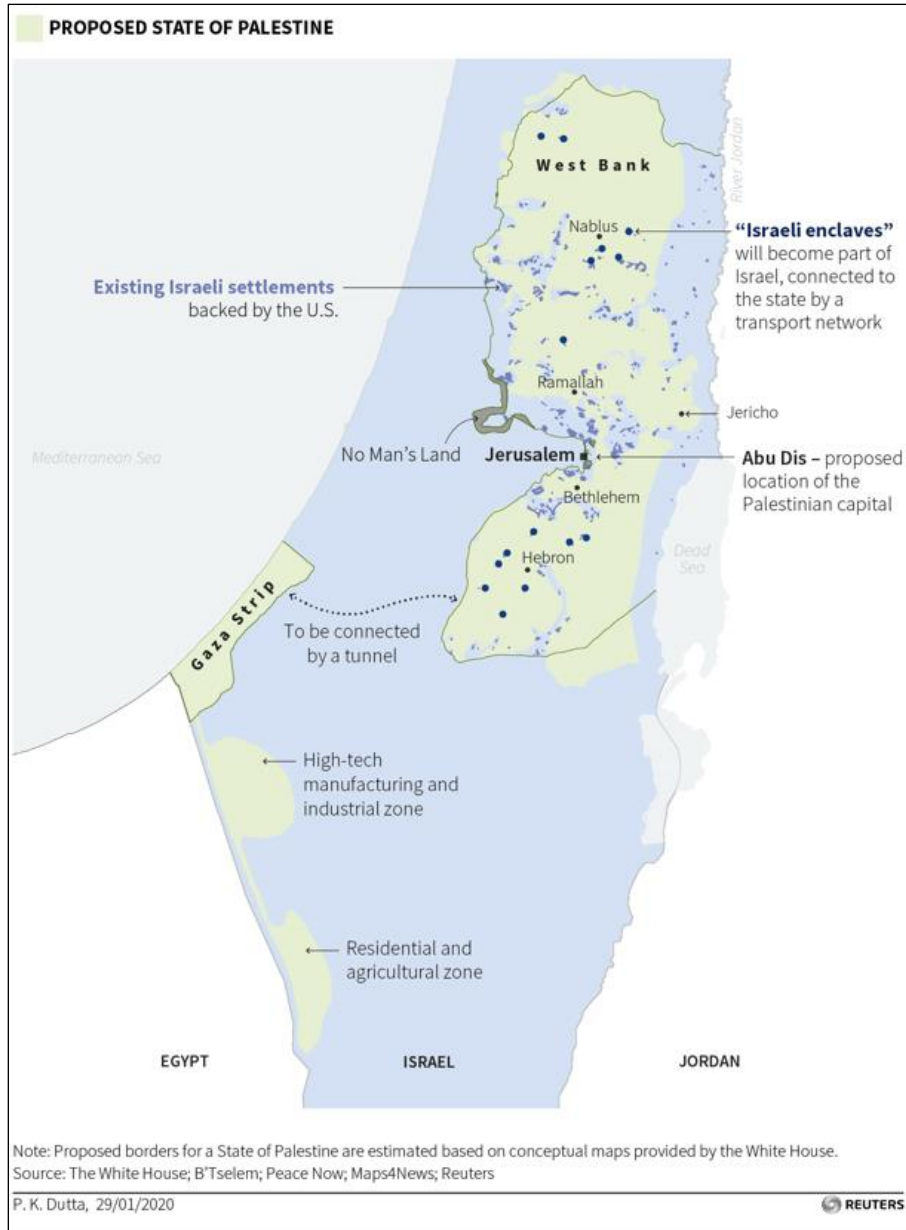 PROPOSED STATE OF PALESTINE
West Bank
River Jordan
Nablus
“Israeli enclaves”
will become part of
Israel, connected to
the state by a
transport network
Existing Israeli settlements
backed by the U.S.
Ramallah
Jericho
No Man’s Land
Jerusalem
Abu Dis – proposed
location of the
Palestinian capital
Mediterranean Sea
Bethlehem
Dead
Sea
Hebron
Gaza Strip
To be connected
by a tunnel
High-tech
manufacturing and
industrial zone
Residential and
agricultural zone
EGYPT
ISRAEL
JORDAN
Note: Proposed borders for a State of Palestine are estimated based on conceptual maps provided by the White House.
Source: The White House; B’Tselem; Peace Now; Maps4News; Reuters
P. K. Dutta, 29/01/2020
REUTERS